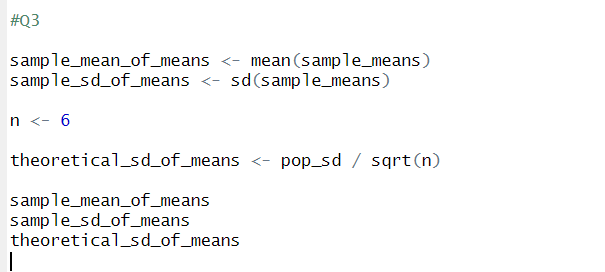 #Q3
sample_mean_of_means <- mean(sample_means)
sample_sd_of_means <- sd(sample_means)
n <- 6
theoretical_sd_of_means <- pop_sd / sqrt(n)
sample_mean_of_means
sample_sd_of_means
theoretical_sd_of_means